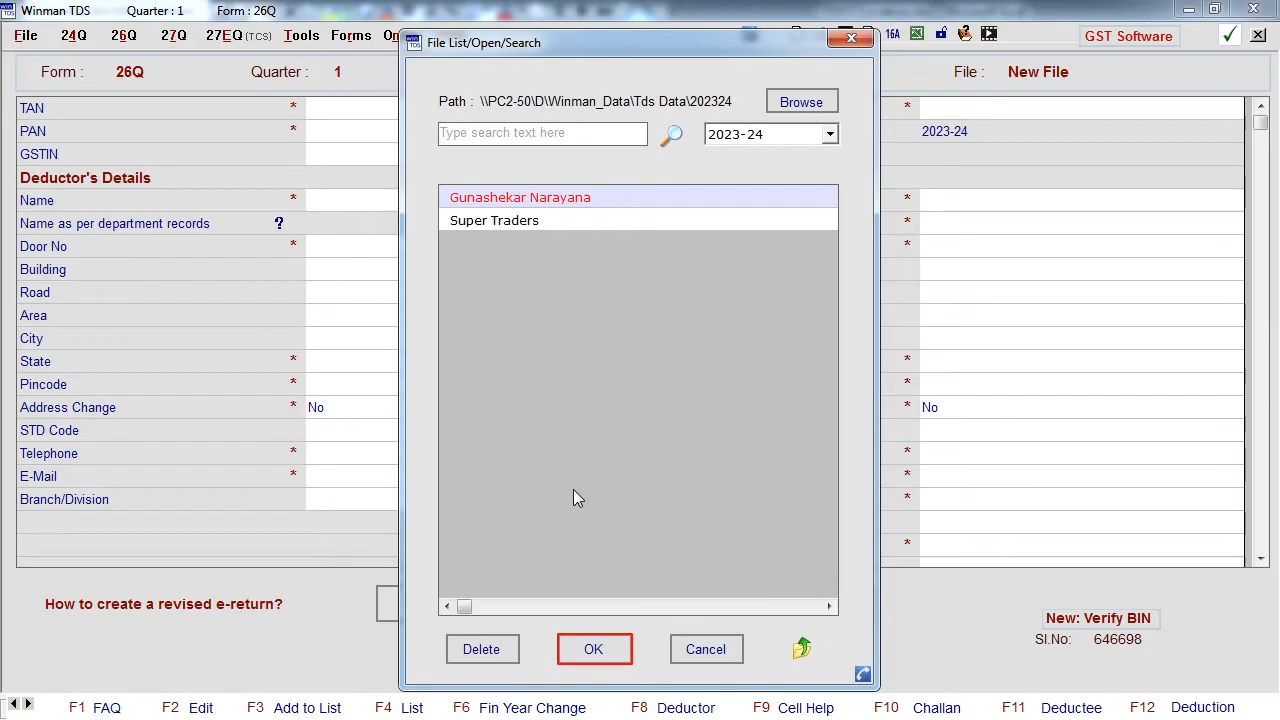 Winman TDS Quarter : 1 Form : 26Q
File 24Q 26Q 27Q 27EQ(TCS) Tools Forms 16A GST Software
File List/Open/Search
Form : 26Q Quarter : 1 File : New File
Path : \\PC2-50\D\Winman_Data\Tds Data\202324 Browse
Type search text here 2023-24
TAN *
PAN * 2023-24
GSTIN
Deductor's Details
Name *
Name as per department records ?
Door No *
Building
Road
Area
City
State *
Pincode *
Address Change * No * No
STD Code
Telephone *
E-Mail *
Branch/Division
Gunashekar Narayana
Super Traders
How to create a revised e-return?
New: Verify BIN
Sl.No: 646698
Delete OK Cancel
F1 FAQ F2 Edit F3 Add to List F4 List F6 Fin Year Change F8 Deductor F9 Cell Help F10 Challan F11 Deductee F12 Deduction